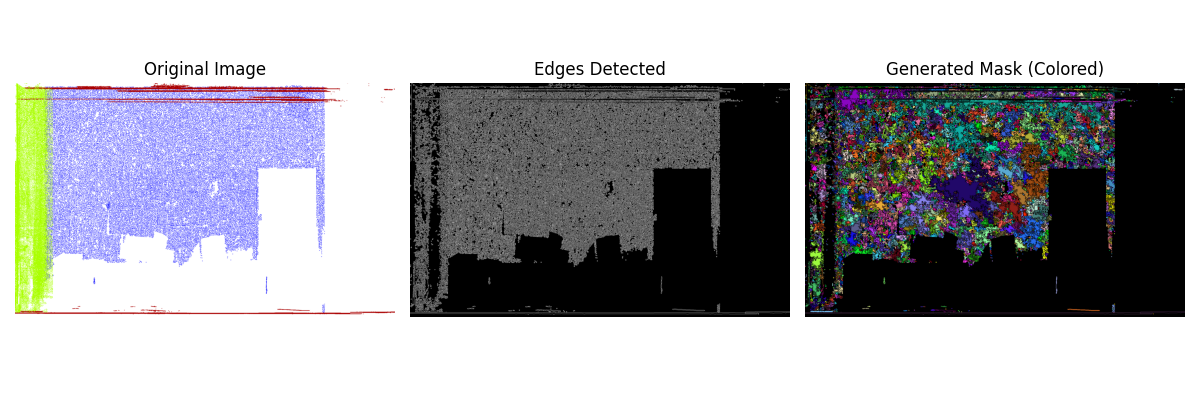 Original Image
Edges Detected
Generated Mask (Colored)